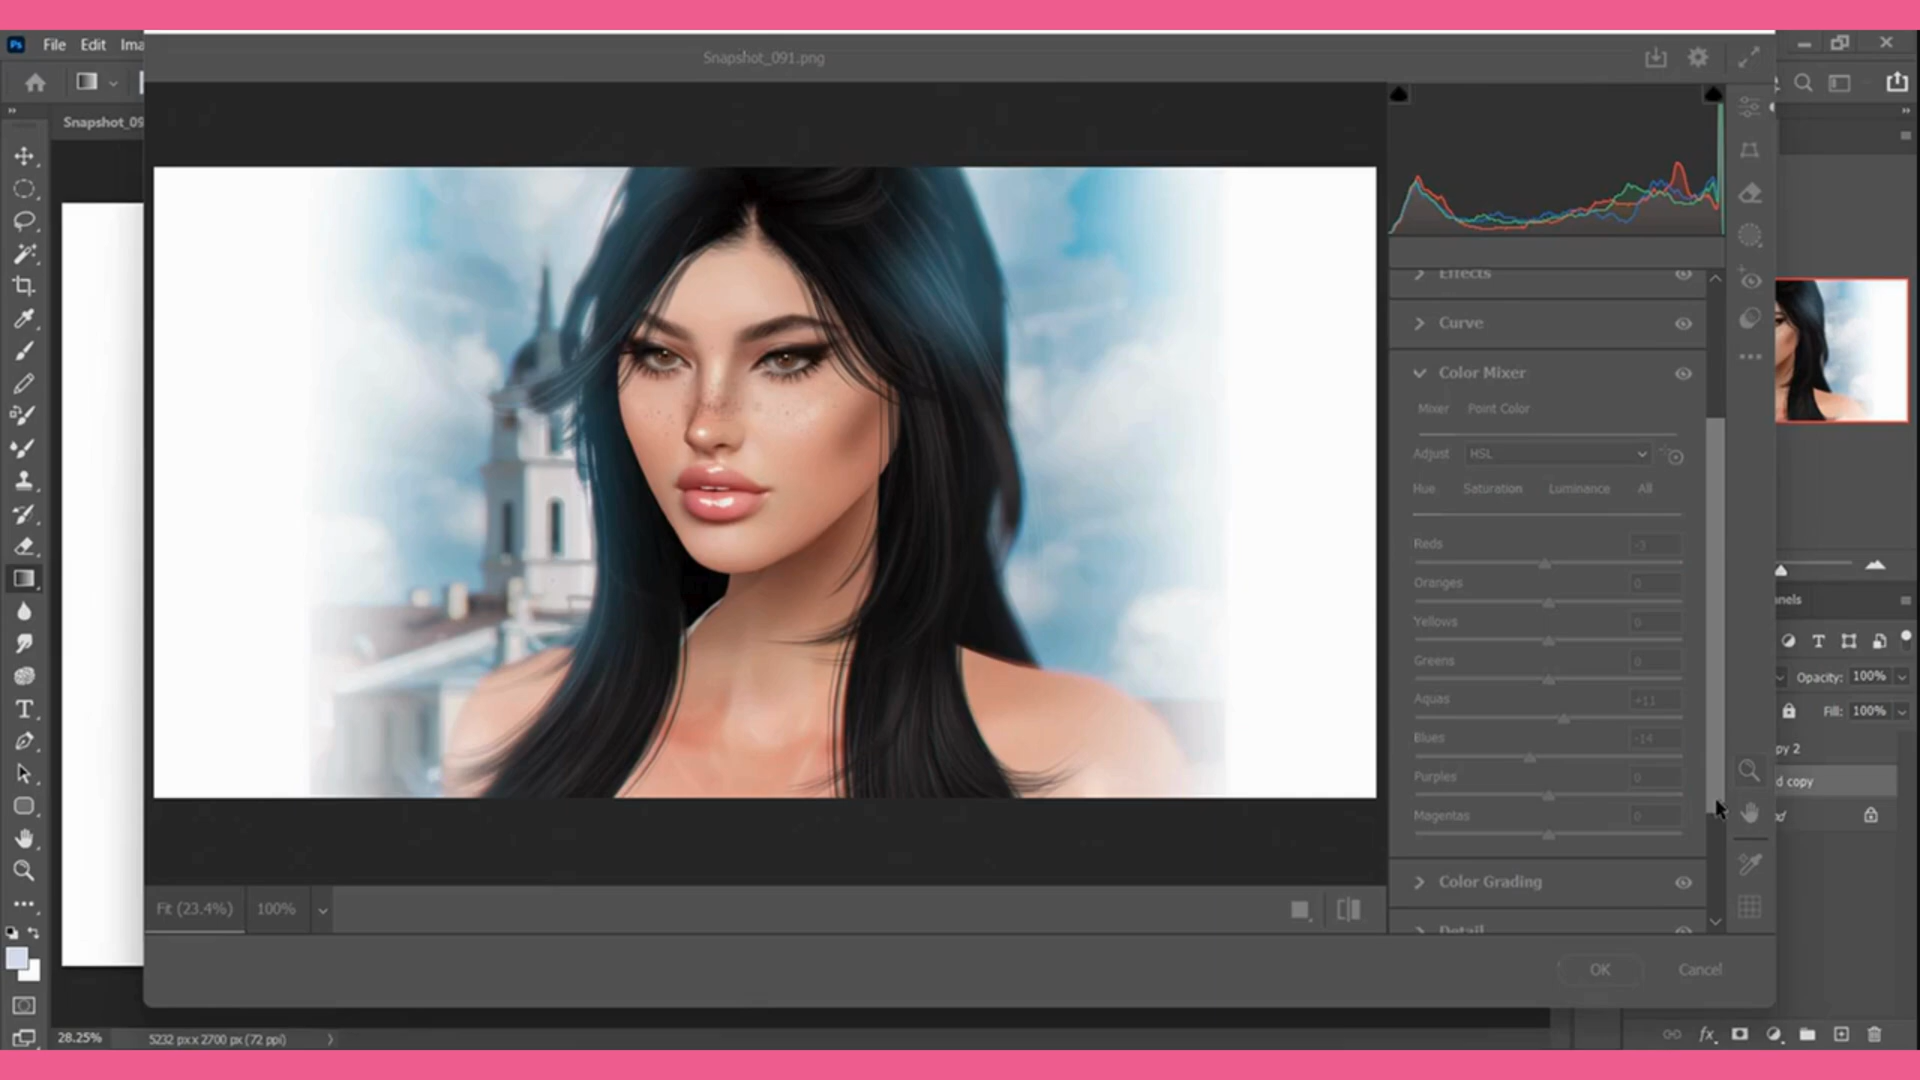 Ps File Edit Ima
Snapshot_091.png
Snapshot_09
Effects
Curve
Color Mixer
Mixer Point Color
Adjust HSL
Hue Saturation Luminance All
Reds -3
Oranges 0
Yellows 0
Greens 0
Aquas +11
Blues -14
Purples 0
Magentas 0
Color Grading
Detail
Fit (23.4%) 100%
OK Cancel
nels
Opacity: 100%
Fill: 100%
py 2
d copy
28.25% 5232 px x 2700 px (72 ppi)
fx